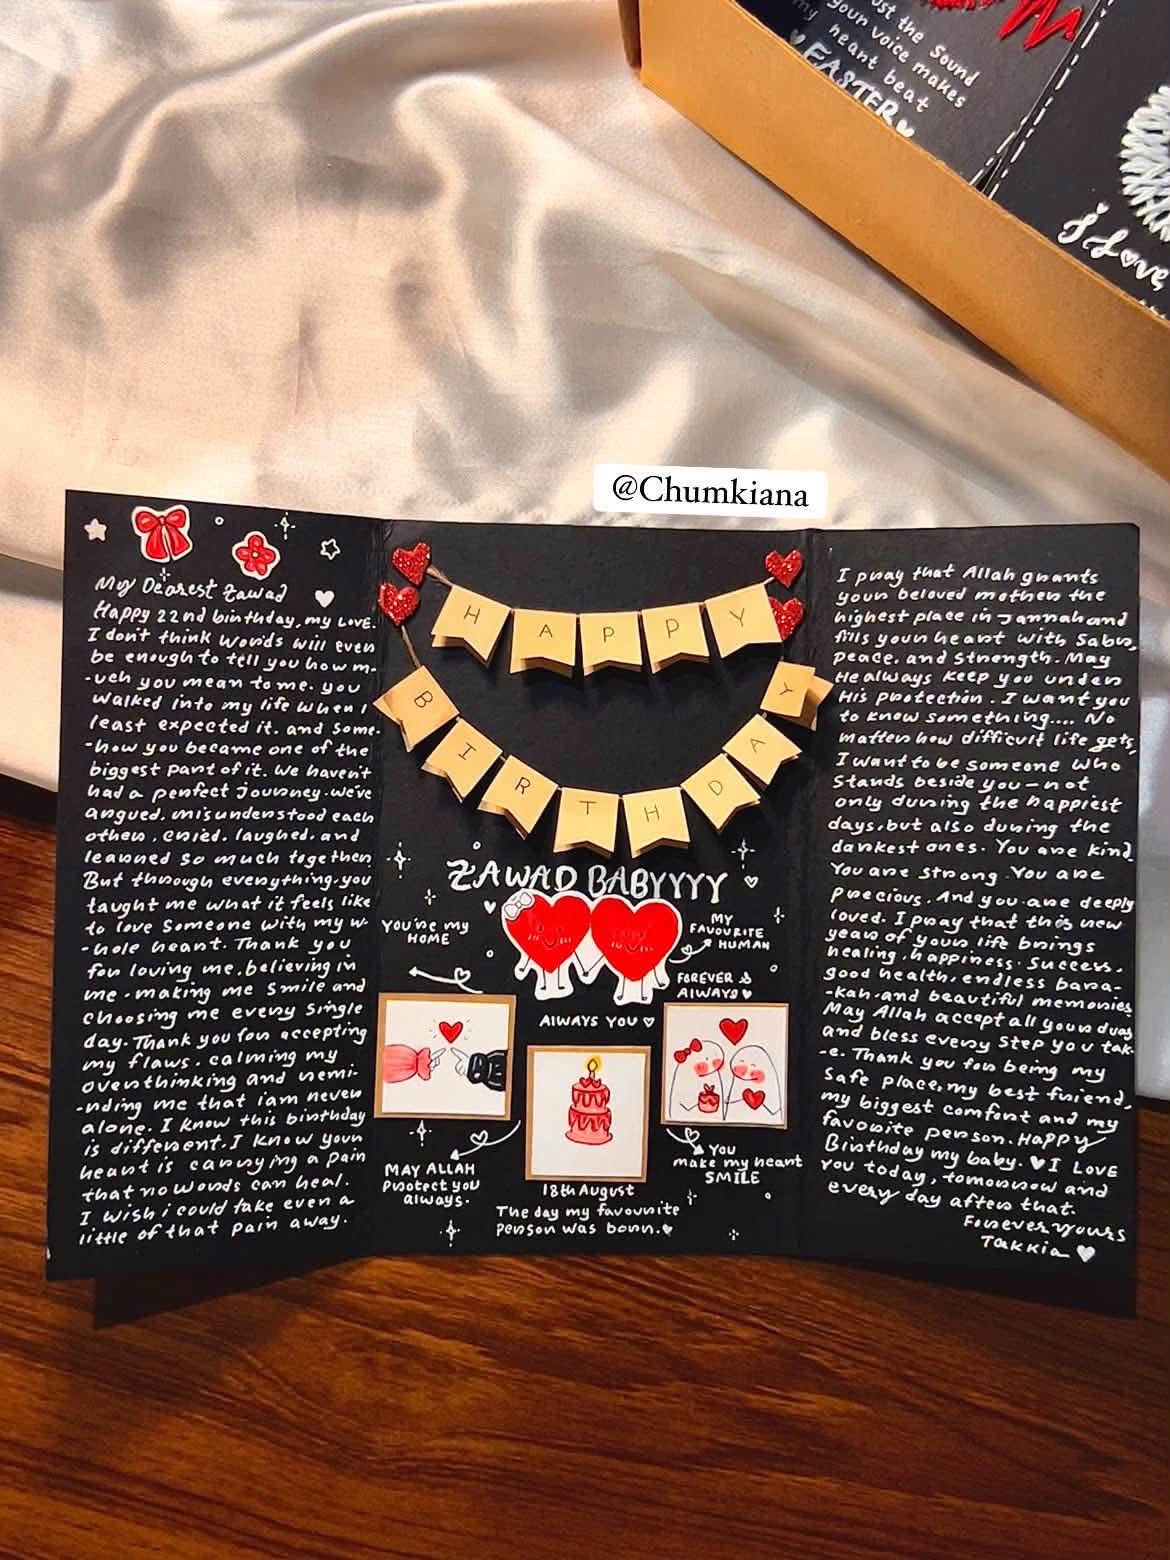 ust the Sound
your voice makes
my heart beat
FASTER
I Love
@Chumkiana
My Dearest Zawad
Happy 22nd birthday, my Love.
I don't think words will ever
be enough to tell you how m-
-uch you mean to me. you
walked into my life when I
least expected it. and some-
-how you became one of the
biggest part of it. We haven't
had a perfect journey. we've
argued, misunderstood each
other, cried, laughed, and
learned so much together.
But through everything, you
taught me what it feels like
to love someone with my w-
-hole heart. Thank you
for loving me, believing in
me, making me smile and
choosing me every single
day. Thank you for accepting
my flaws, calming my
overthinking and remi-
-nding me that iam never
alone. I know this birthday
is different. I know your
heart is carrying a pain
that no words can heal.
I wish i could take even a
little of that pain away.
HAPPY
BIRTHDAY
ZAWAD BABYYYY
YOU'RE MY
HOME
MY
FAVOURITE
HUMAN
FOREVER &
AlWAYS
AlWAYS YOU
MAY ALLAH
Protect you
always.
18th August
The day my favourite
person was born.
YOU
make my heart
SMILE
I pray that Allah grants
your beloved mother the
highest place in Jannah and
fills your heart with Sabr,
peace, and strength. May
He always keep you under
His protection. I want you
to know something.... No
matter how difficult life gets,
I want to be someone who
stands beside you-not
only during the happiest
days, but also during the
darkest ones. You are kind
You are strong. You are
precious. And you are deeply
loved. I pray that this new
year of your life brings
healing, happiness, success,
good health, endless bara-
-kah, and beautiful memories
May Allah accept all your duas
and bless every step you tak-
-e. Thank you for being my
safe place, my best friend,
my biggest comfort and my
favorite person. Happy
Birthday my baby. I LOVE
you today, tomorrow and
every day after that.
Forever yours
Takkia